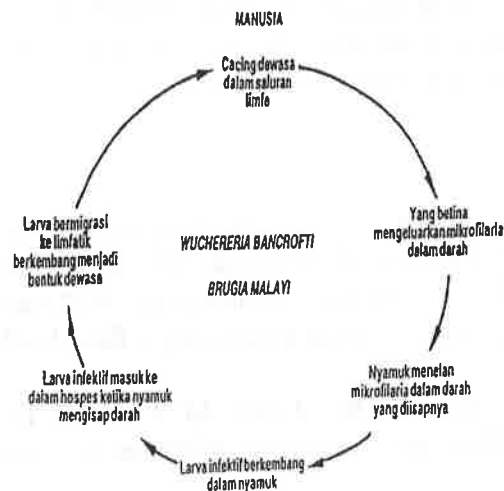 MANUSIA
Cacing dewasa
dalam saluran
limfe
Yang betina
mengeluarkan mikrofilaria
dalam darah
Nyamuk menelan
mikrofilaria dalam darah
yang diisapnya
Larva infektif berkembang
dalam nyamuk
Larva infektif masuk ke
dalam hospes ketika nyamuk
mengisap darah
Larva bermigrasi
ke limfatik
berkembang menjadi
bentuk dewasa
WUCHERERIA BANCROFTI
BRUGIA MALAYI